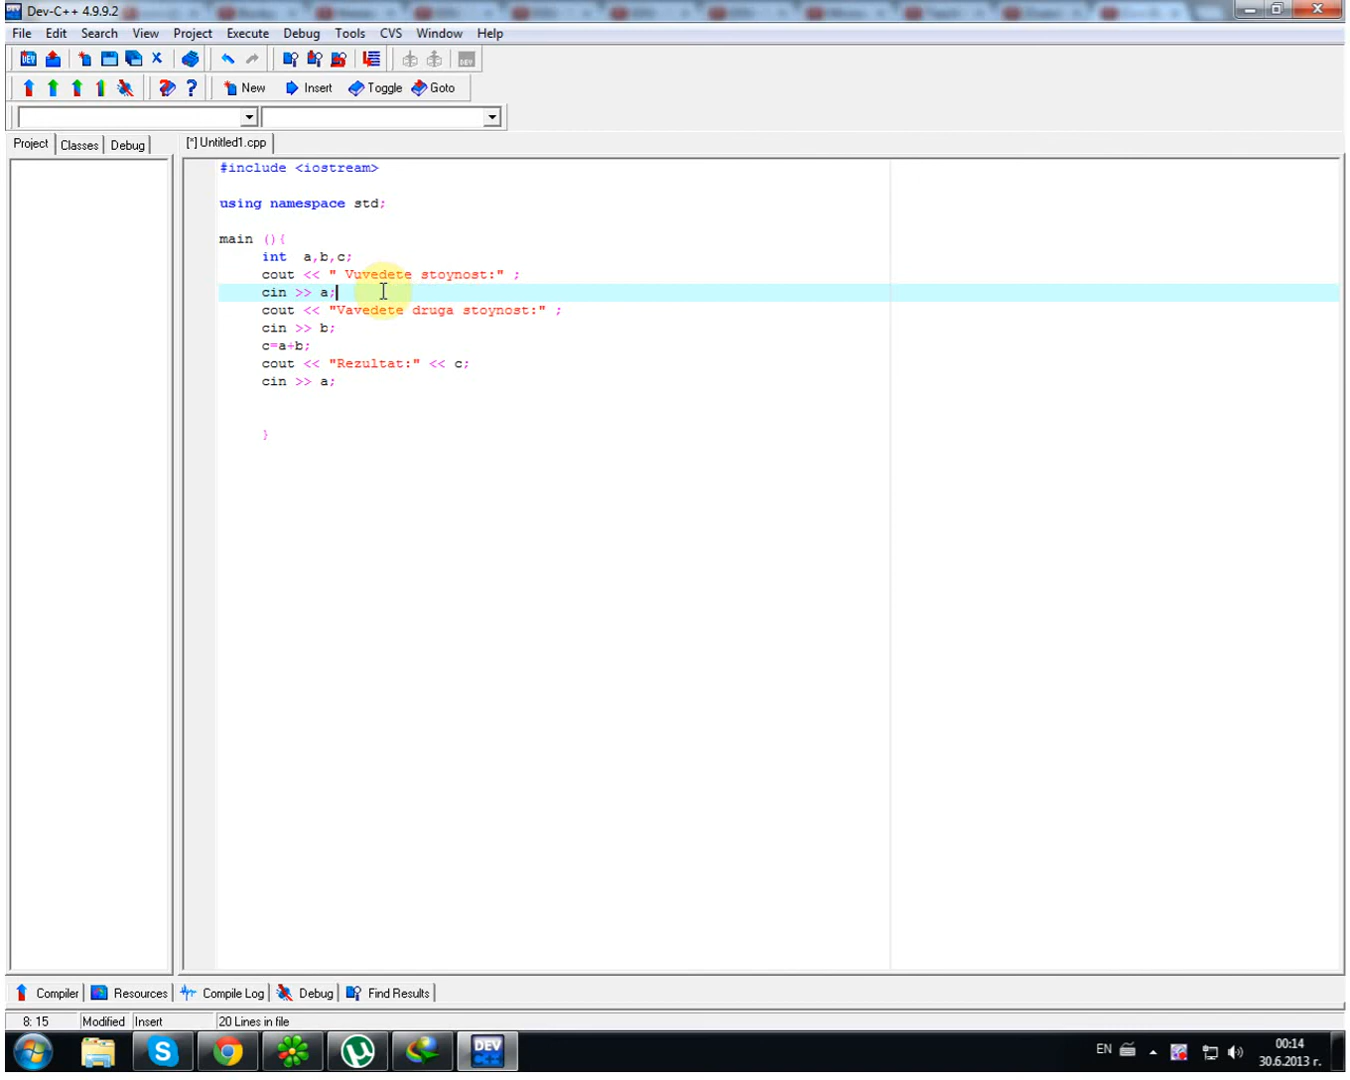 Dev-C++ 4.9.9.2
File Edit Search View Project Execute Debug Tools CVS Window Help
New Insert Toggle Goto
Project Classes Debug [*] Untitled1.cpp
#include <iostream>
using namespace std;
main (){
int  a,b,c;
cout << " Vuvedete stoynost:" ;
cin >> a;
cout << "Vavedete druga stoynost:" ;
cin >> b;
c=a+b;
cout << "Rezultat:" << c;
cin >> a;
}
Compiler Resources Compile Log Debug Find Results
8: 15 Modified Insert 20 Lines in file
EN 00:14
30.6.2013 г.